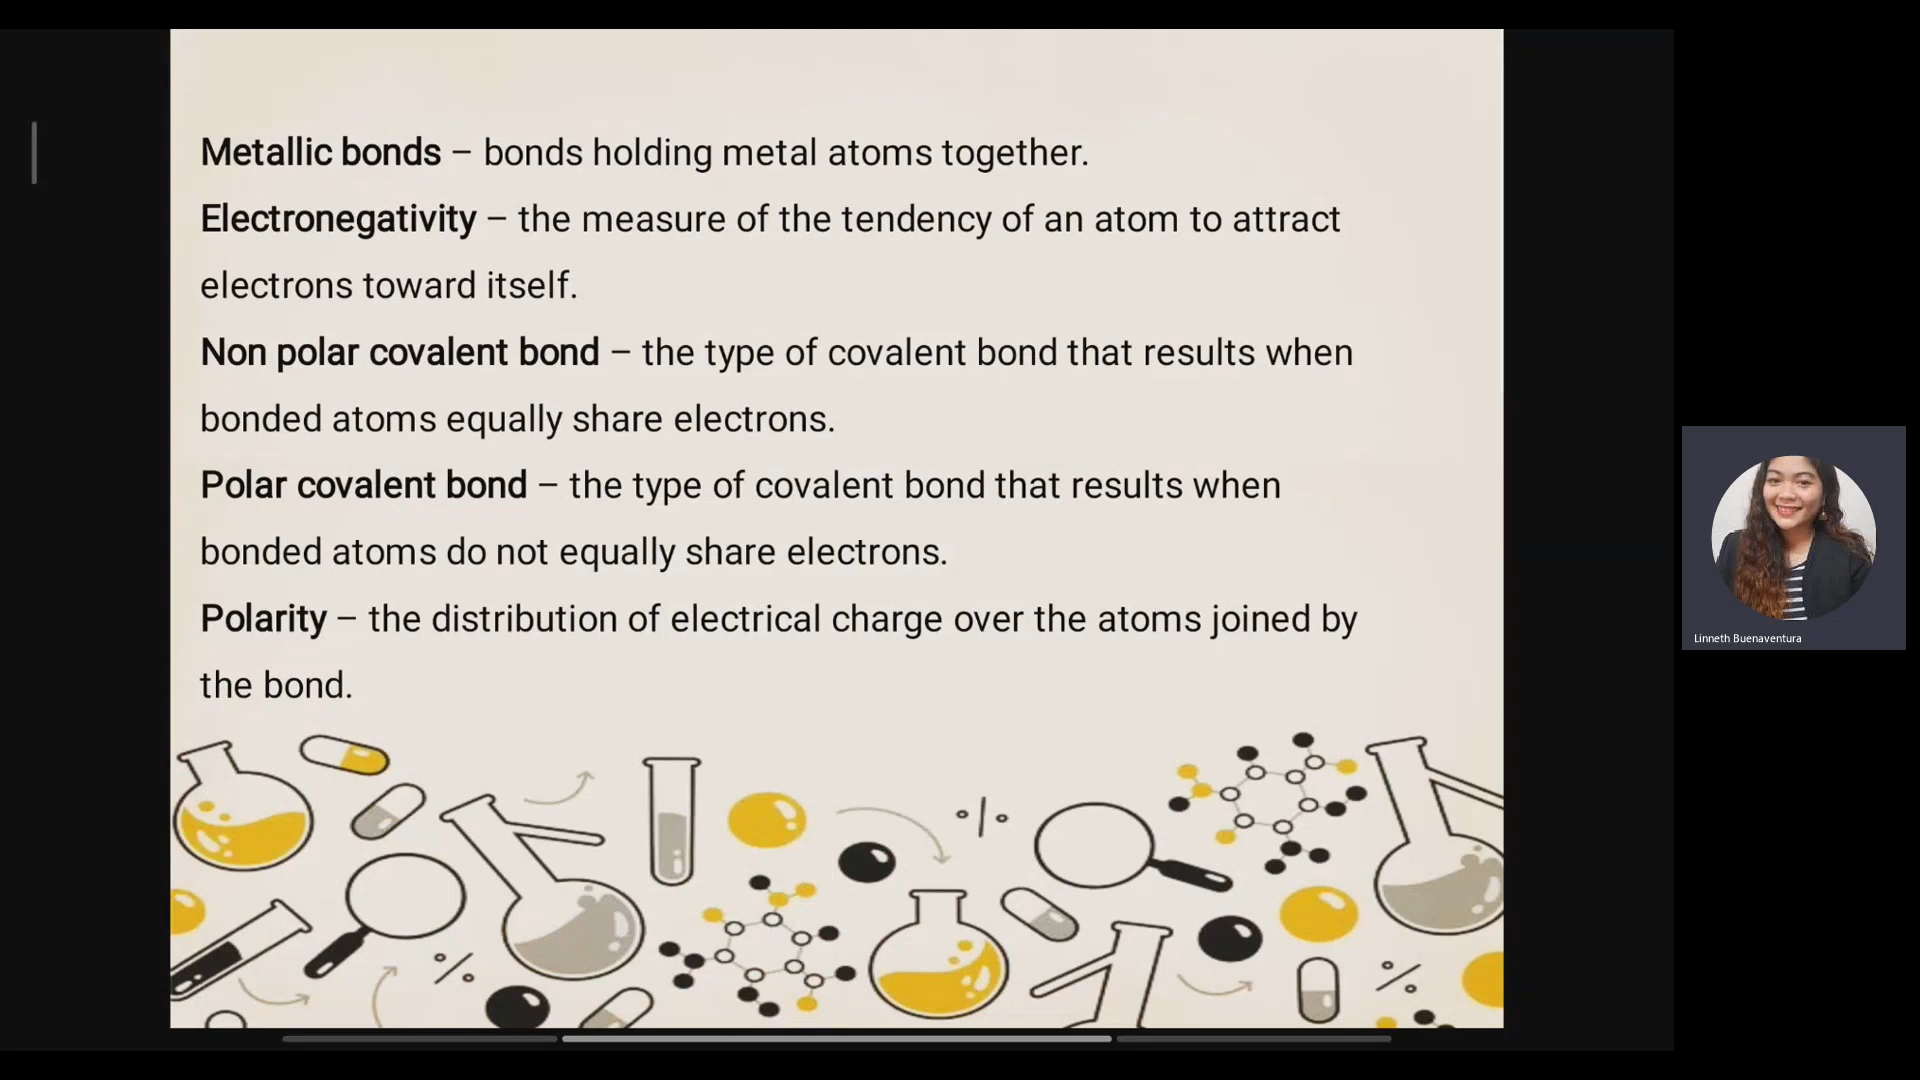 Metallic bonds – bonds holding metal atoms together.
Electronegativity – the measure of the tendency of an atom to attract
electrons toward itself.
Non polar covalent bond – the type of covalent bond that results when
bonded atoms equally share electrons.
Polar covalent bond – the type of covalent bond that results when
bonded atoms do not equally share electrons.
Polarity – the distribution of electrical charge over the atoms joined by
the bond.
Linneth Buenaventura